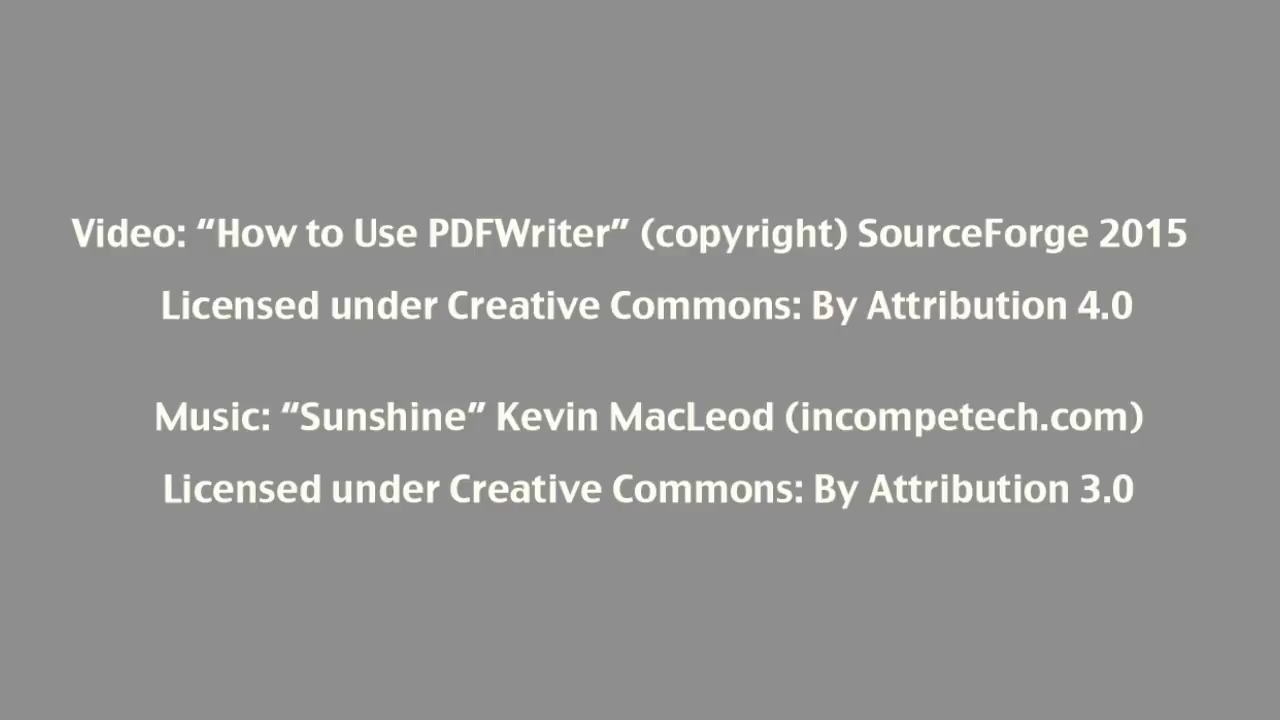 Video: “How to Use PDFWriter” (copyright) SourceForge 2015
Licensed under Creative Commons: By Attribution 4.0
Music: “Sunshine” Kevin MacLeod (incompetech.com)
Licensed under Creative Commons: By Attribution 3.0